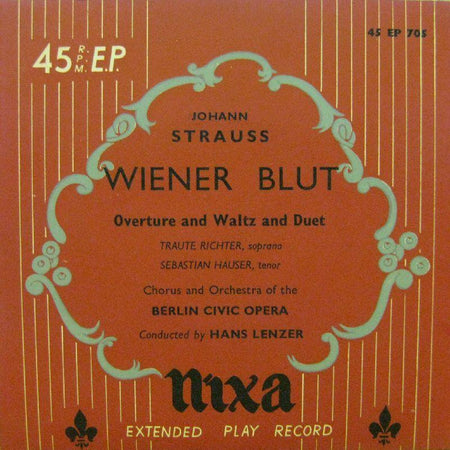 45 R.P.M. E.P.
45 EP 705
JOHANN
STRAUSS
WIENER BLUT
Overture and Waltz and Duet
TRAUTE RICHTER, soprano
SEBASTIAN HAUSER, tenor
Chorus and Orchestra of the
BERLIN CIVIC OPERA
Conducted by HANS LENZER
nixa
EXTENDED PLAY RECORD